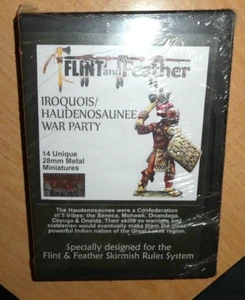 FLINT and Feather
IROQUOIS/
HAUDENOSAUNEE
WAR PARTY
14 Unique
28mm Metal
Miniatures
The Haudenosaunee were a Confederation
of 5 tribes: the Seneca, Mohawk, Onandaga,
Cayuga & Oneida. Their skills as warriors and
statesmen would eventually make them the most
powerful Indian nation of the Great Lakes region.
Specially designed for the
Flint & Feather Skirmish Rules System